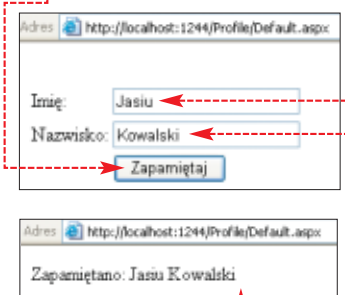 Adres http://localhost:1244/Profile/Default.aspx
Imię: Jasiu
Nazwisko: Kowalski
Zapamiętaj
Adres http://localhost:1244/Profile/Default.aspx
Zapamiętano: Jasiu Kowalski